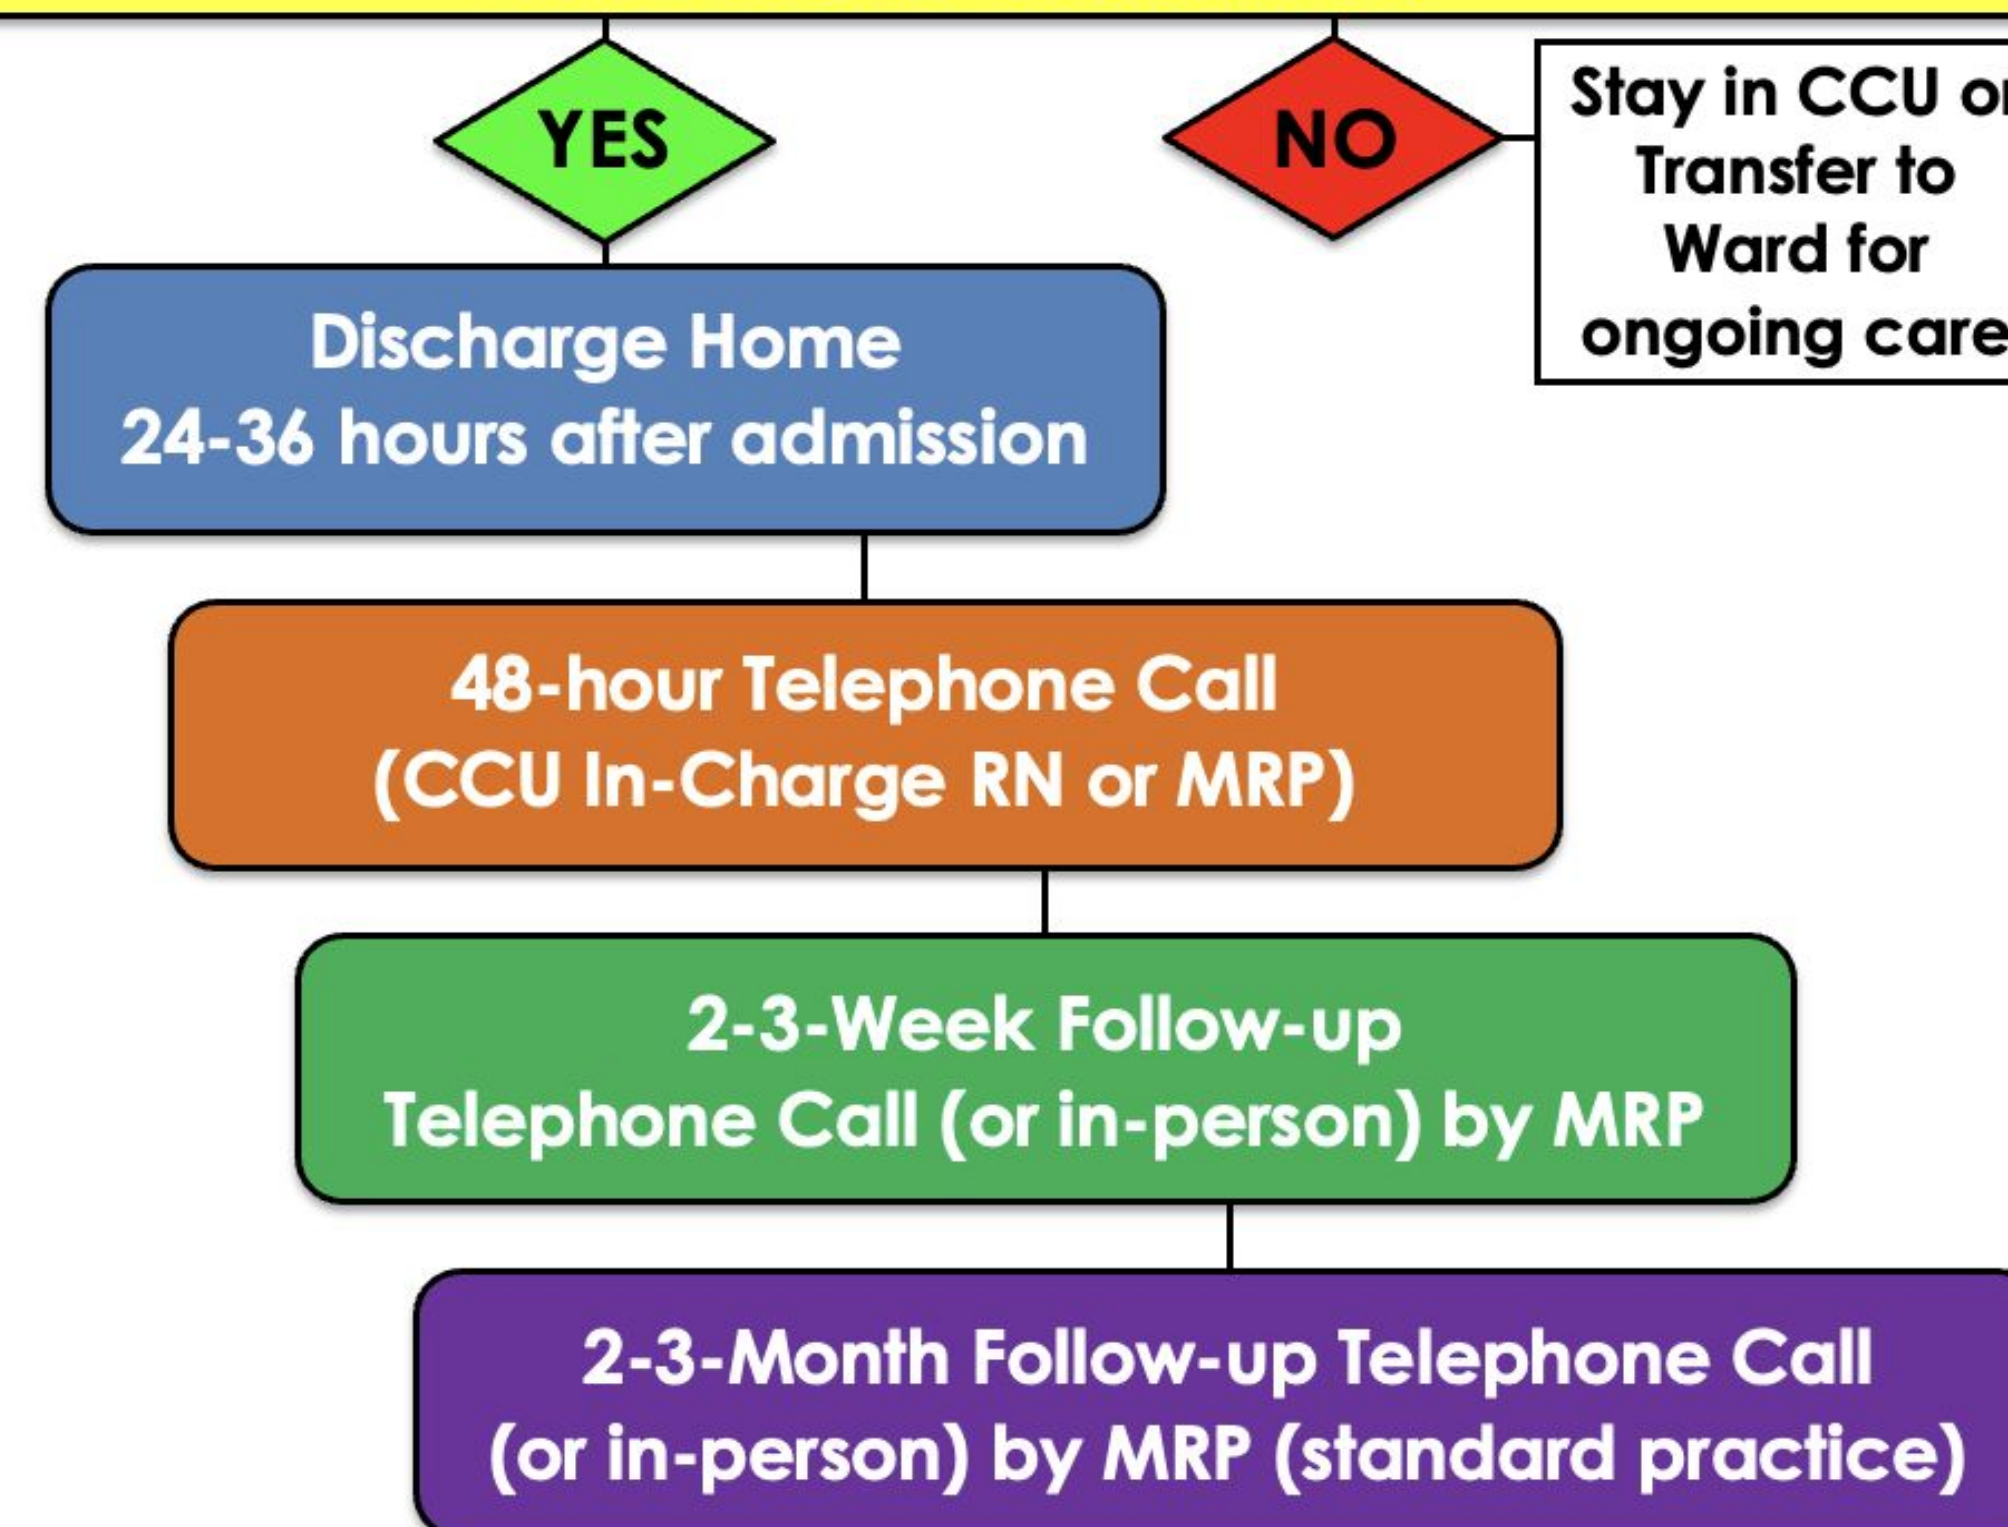 YES
NO
Stay in CCU or
Transfer to
Ward for
ongoing care
Discharge Home
24-36 hours after admission
48-hour Telephone Call
(CCU In-Charge RN or MRP)
2-3-Week Follow-up
Telephone Call (or in-person) by MRP
2-3-Month Follow-up Telephone Call
(or in-person) by MRP (standard practice)